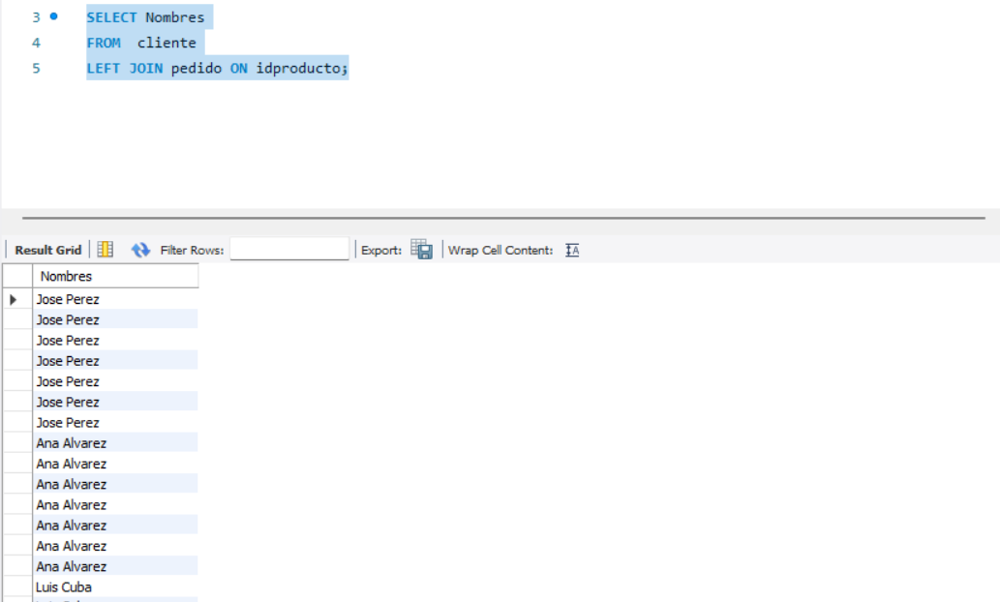 3 SELECT Nombres
4 FROM cliente
5 LEFT JOIN pedido ON idproducto;
Result Grid Filter Rows: Export: Wrap Cell Content: IA
Nombres
Jose Perez
Jose Perez
Jose Perez
Jose Perez
Jose Perez
Jose Perez
Jose Perez
Ana Alvarez
Ana Alvarez
Ana Alvarez
Ana Alvarez
Ana Alvarez
Ana Alvarez
Ana Alvarez
Luis Cuba